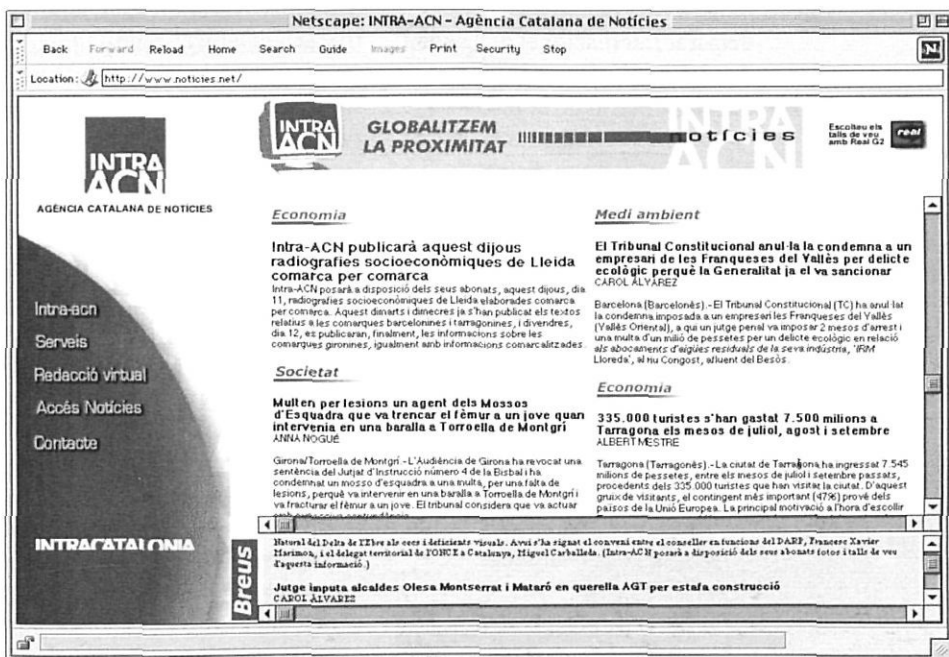 Netscape: INTRA-ACN - Agència Catalana de Notícies
Back Forward Reload Home Search Guide Images Print Security Stop
N
Location: http://www.noticies.net/
INTRA
ACN
AGÈNCIA CATALANA DE NOTÍCIES
Intra-acn
Serveis
Redacció virtual
Accés Notícies
Contacte
INTRACATALONIA
INTRA
ACN
GLOBALITZEM
LA PROXIMITAT
INTRA
ACN
notícies
Escolteu els
talls de veu
amb Real G2
real
Economia
Intra-ACN publicarà aquest dijous
radiografies socioeconòmiques de Lleida
comarca per comarca
Intra-ACN posarà a disposició dels seus abonats, aquest dijous, dia
11, radiografies socioeconòmiques de Lleida elaborades comarca
per comarca. Aquest dimarts i dimecres ja s'han publicat els textos
relatius a les comarques barcelonines i tarragonines, i divendres,
dia 12, es publicaran, finalment, les informacions sobre les
comarques gironines, igualment amb informacions comarcalitzades.
Societat
Multen per lesions un agent dels Mossos
d'Esquadra que va trencar el fèmur a un jove quan
intervenia en una baralla a Torroella de Montgrí
ANNA NOGUÉ
Girona/Torroella de Montgrí.-L'Audiència de Girona ha revocat una
sentència del Jutjat d'Instrucció número 4 de la Bisbal i ha
condemnat un mosso d'esquadra a una multa, per una falta de
lesions, perquè va intervenir en una baralla a Torroella de Montgrí i
va fracturar el fèmur a un jove. El tribunal considera que va actuar
Medi ambient
El Tribunal Constitucional anul·la la condemna a un
empresari de les Franqueses del Vallès per delicte
ecològic perquè la Generalitat ja el va sancionar
CAROL ÁLVAREZ
Barcelona (Barcelonès).-El Tribunal Constitucional (TC) ha anul·lat
la condemna imposada a un empresari les Franqueses del Vallès
(Vallès Oriental), a qui un jutge penal va imposar 2 mesos d'arrest i
una multa d'un milió de pessetes per un delicte ecològic en relació
als abocaments d'aigües residuals de la seva indústria, 'IRM
Lloreda', al riu Congost, afluent del Besòs.
Economia
335.000 turistes s'han gastat 7.500 milions a
Tarragona els mesos de juliol, agost i setembre
ALBERT MESTRE
Tarragona (Tarragonès).-La ciutat de Tarragona ha ingressat 7.545
milions de pessetes, entre els mesos de juliol i setembre passats,
procedents dels 335.000 turistes que han visitat la ciutat. D'aquest
gruix de visitants, el contingent més important (47%) prové dels
països de la Unió Europea. La principal motivació a l'hora d'escollir
Breus
Natural del Delta de l'Ebre als cecs i deficients visuals. Avui s'ha signat el conveni entre el conseller en funcions del DARP, Francesc Xavier
Marimon, i el delegat territorial de l'ONCE a Catalunya, Miguel Carballeda. (Intra-ACN posarà a disposició dels seus abonats fotos i talls de veu
d'aquesta informació.)
Jutge imputa alcaldes Olesa Montserrat i Mataró en querella AGT per estafa construcció
CAROL ÁLVAREZ